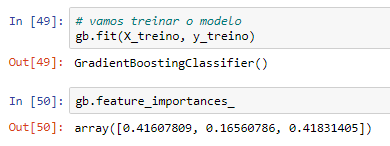 In [49]: # vamos treinar o modelo
gb.fit(X_treino, y_treino)
Out[49]: GradientBoostingClassifier()
In [50]: gb.feature_importances_
Out[50]: array([0.41607809, 0.16560786, 0.41831405])